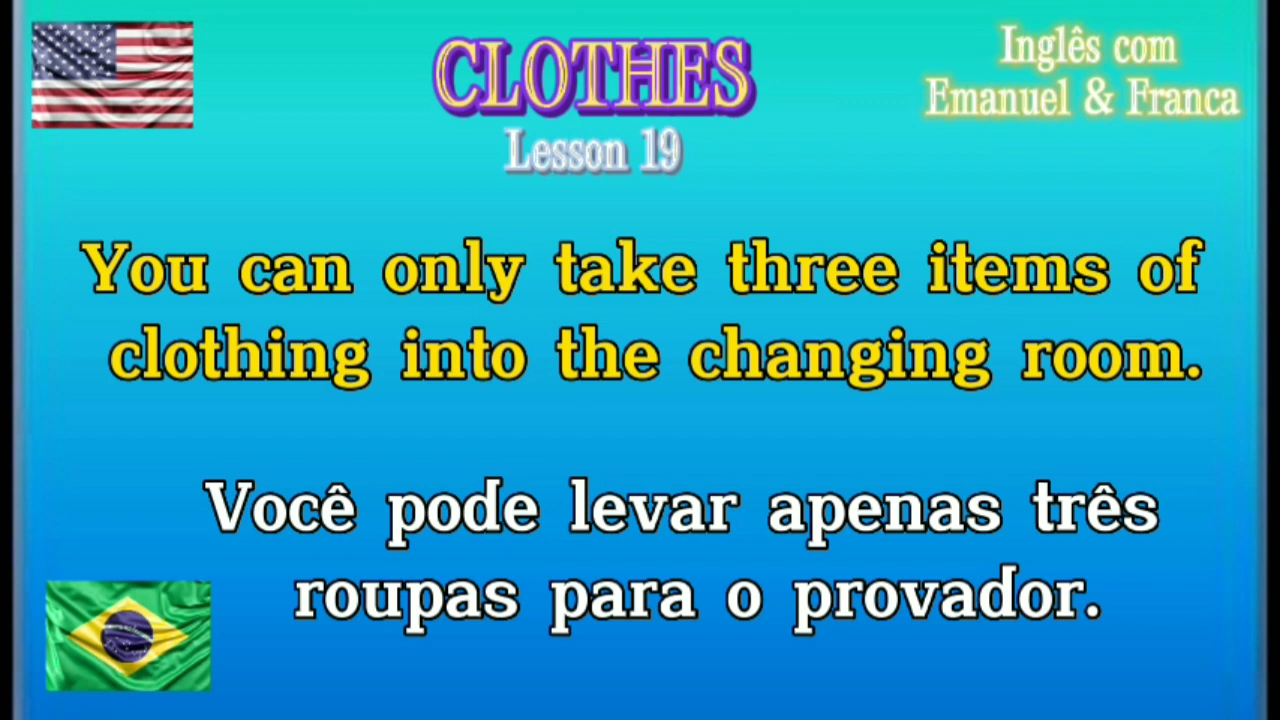 CLOTHES
Lesson 19
Inglês com
Emanuel & Franca
You can only take three items of
clothing into the changing room.
Você pode levar apenas três
roupas para o provador.